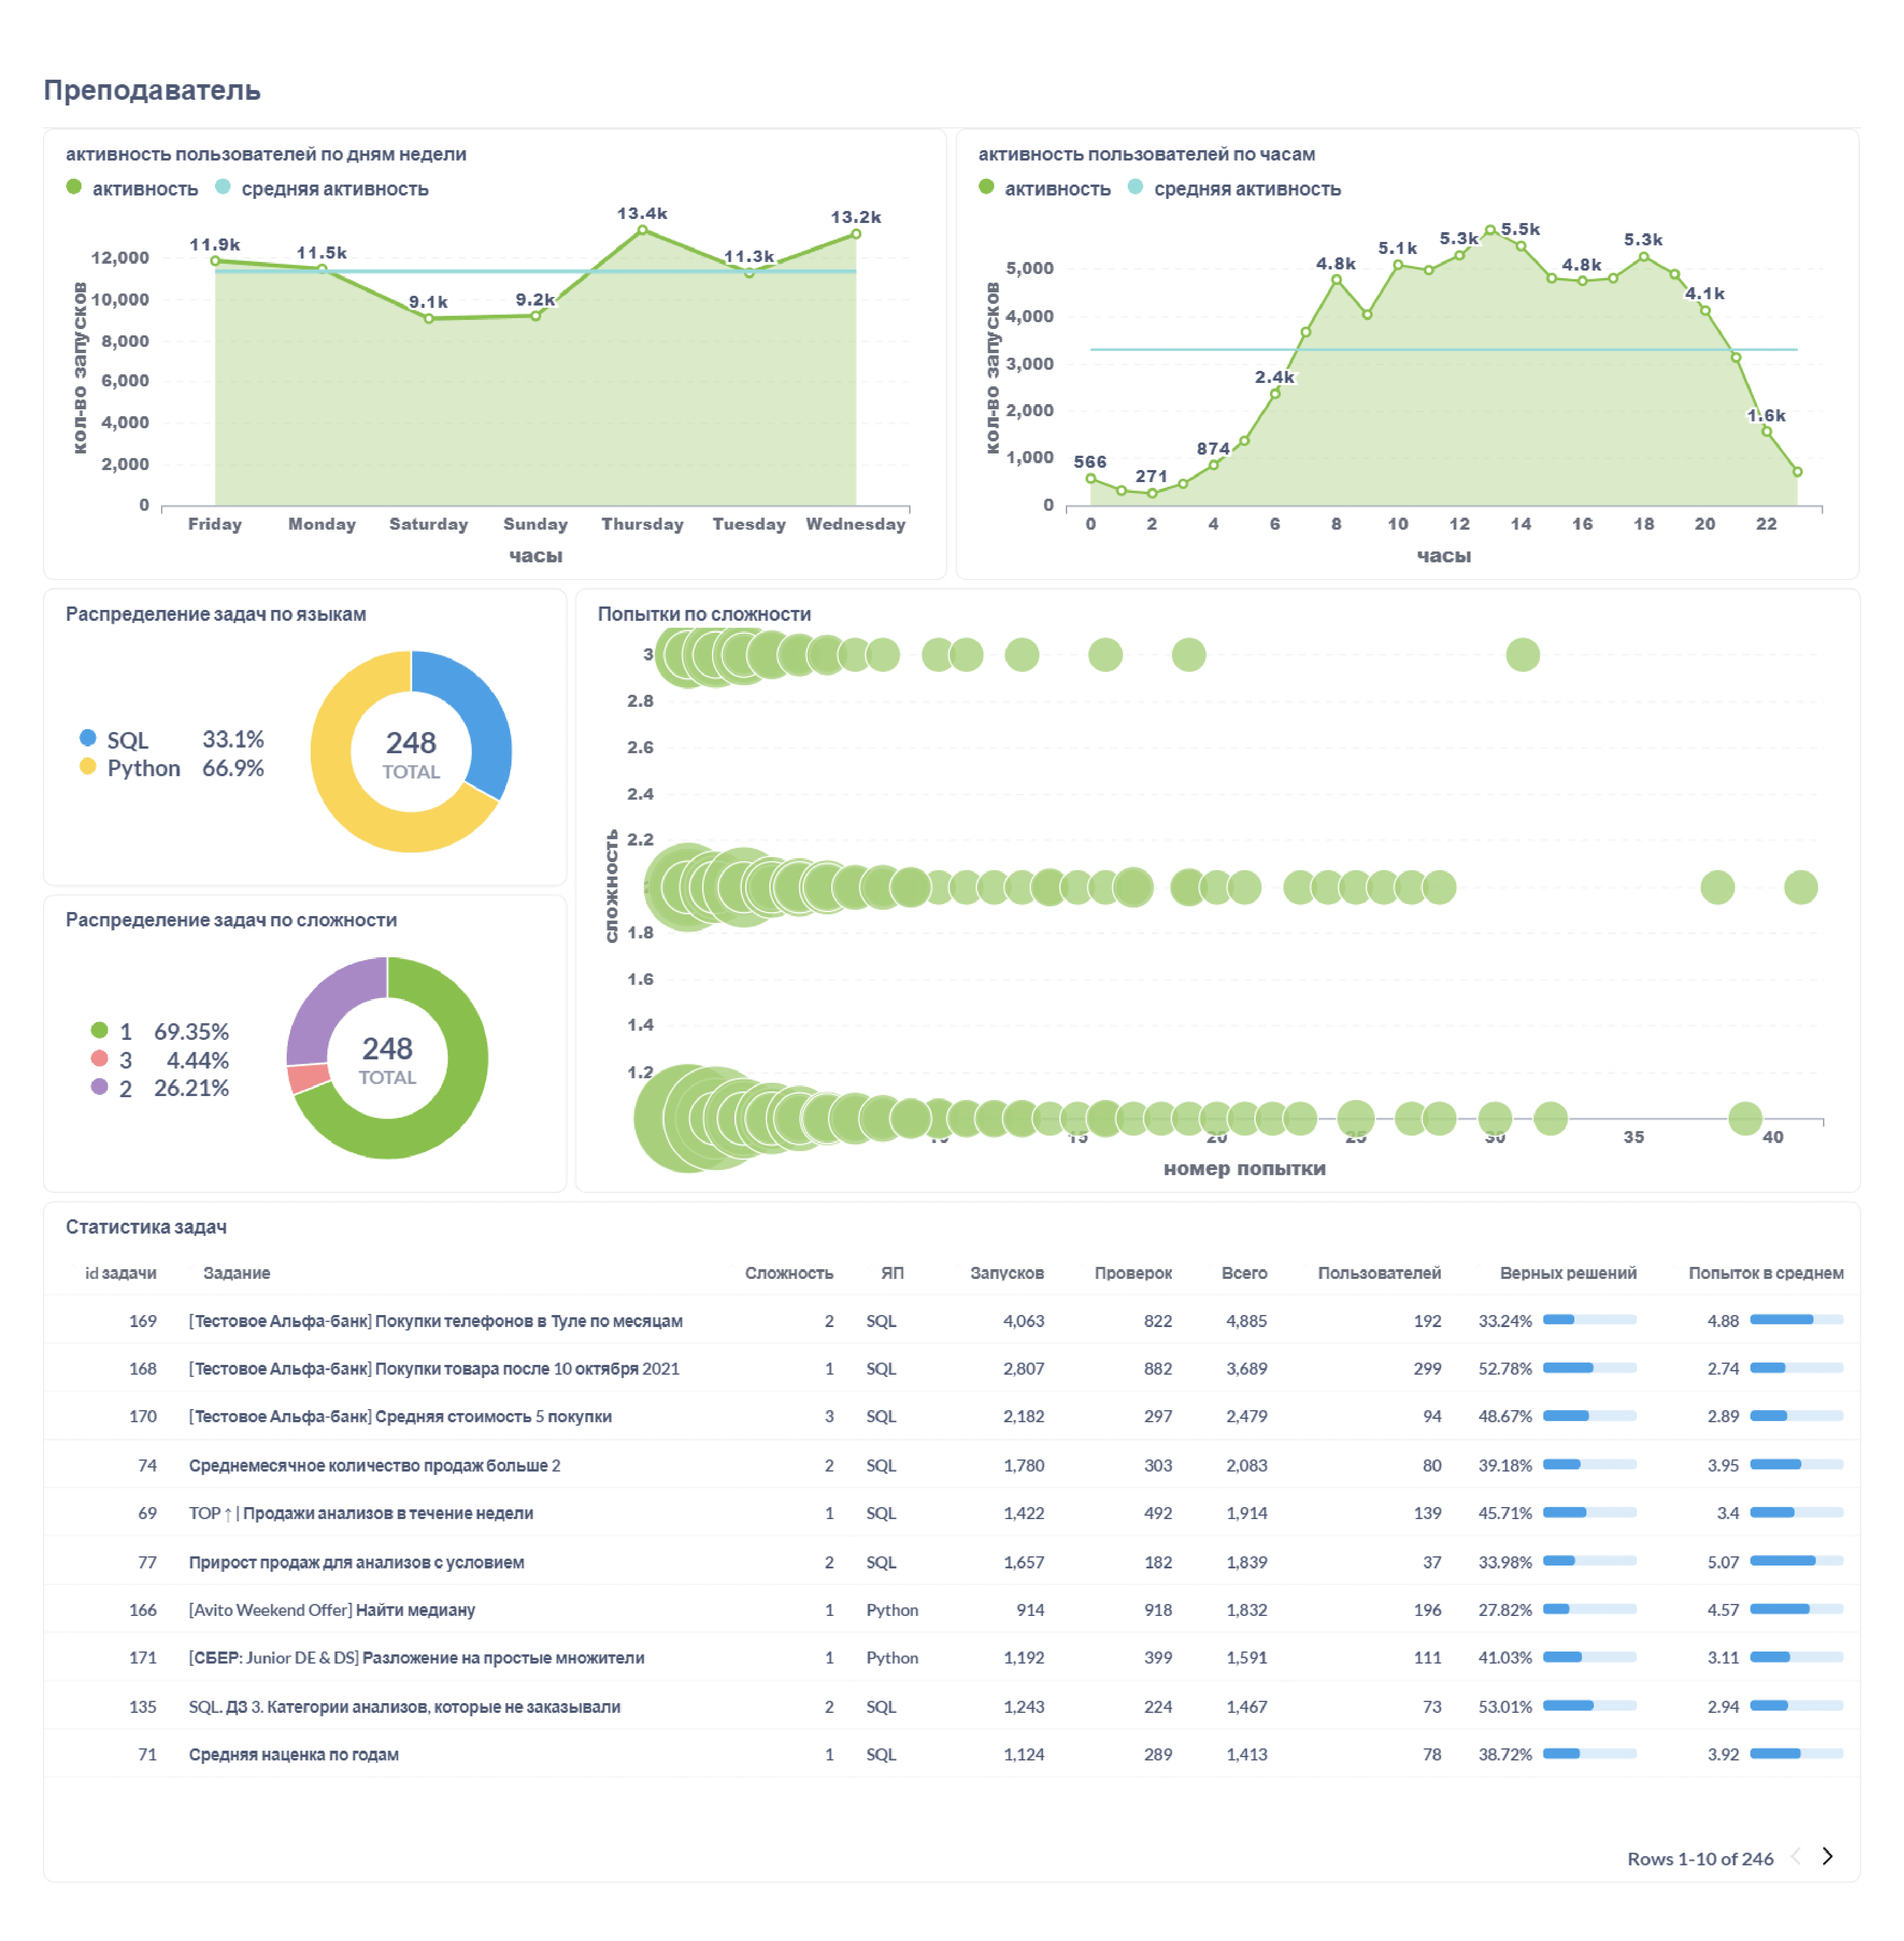 Преподаватель
активность пользователей по дням недели
активность средняя активность
13.4k
13.2k
11.9k
11.5k
11.3k
9.1k
9.2k
12,000
10,000
8,000
6,000
4,000
2,000
0
кол-во запусков
Friday Monday Saturday Sunday Thursday Tuesday Wednesday
часы
активность пользователей по часам
активность средняя активность
566
271
874
2.4k
4.8k
5.1k
5.3k
5.5k
4.8k
5.3k
4.1k
1.6k
5,000
4,000
3,000
2,000
1,000
0
кол-во запусков
0 2 4 6 8 10 12 14 16 18 20 22
часы
Распределение задач по языкам
SQL 33.1%
Python 66.9%
248
TOTAL
Распределение задач по сложности
1 69.35%
3 4.44%
2 26.21%
248
TOTAL
Попытки по сложности
3
2.8
2.6
2.4
2.2
1.8
1.6
1.4
1.2
сложность
15 20 25 30 35 40
номер попытки
Статистика задач
id задачи Задание Сложность ЯП Запусков Проверок Всего Пользователей Верных решений Попыток в среднем
169 [Тестовое Альфа-банк] Покупки телефонов в Туле по месяцам 2 SQL 4,063 822 4,885 192 33.24% 4.88
168 [Тестовое Альфа-банк] Покупки товара после 10 октября 2021 1 SQL 2,807 882 3,689 299 52.78% 2.74
170 [Тестовое Альфа-банк] Средняя стоимость 5 покупки 3 SQL 2,182 297 2,479 94 48.67% 2.89
74 Среднемесячное количество продаж больше 2 2 SQL 1,780 303 2,083 80 39.18% 3.95
69 TOP ↑ | Продажи анализов в течение недели 1 SQL 1,422 492 1,914 139 45.71% 3.4
77 Прирост продаж для анализов с условием 2 SQL 1,657 182 1,839 37 33.98% 5.07
166 [Avito Weekend Offer] Найти медиану 1 Python 914 918 1,832 196 27.82% 4.57
171 [СБЕР: Junior DE & DS] Разложение на простые множители 1 Python 1,192 399 1,591 111 41.03% 3.11
135 SQL. ДЗ 3. Категории анализов, которые не заказывали 2 SQL 1,243 224 1,467 73 53.01% 2.94
71 Средняя наценка по годам 1 SQL 1,124 289 1,413 78 38.72% 3.92
Rows 1-10 of 246